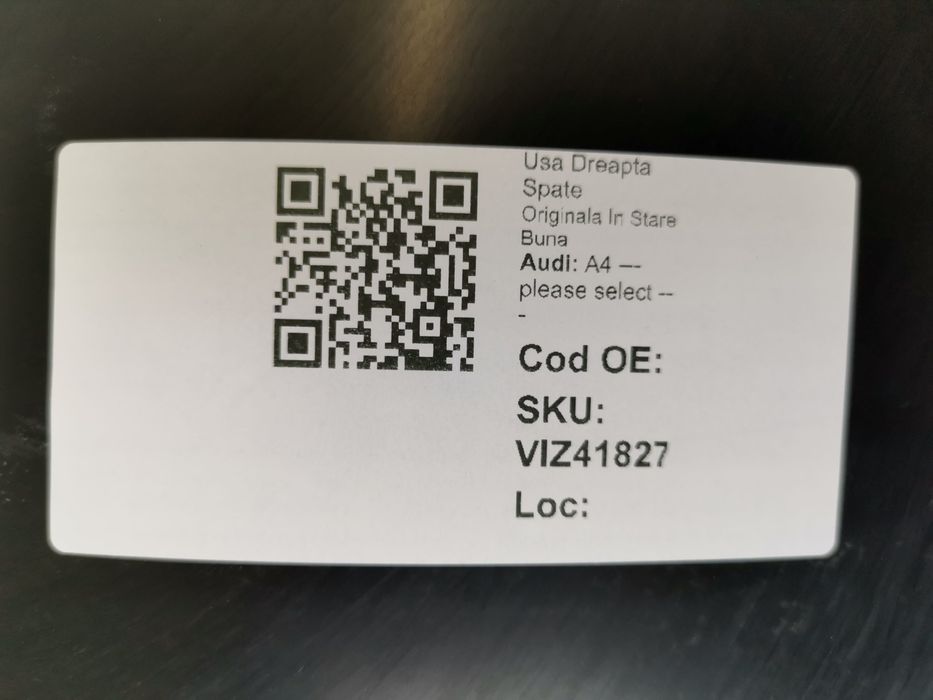 Usa Dreapta
Spate
Originala In Stare
Buna
Audi: A4 ---
please select --
-
Cod OE:
SKU:
VIZ41827
Loc: